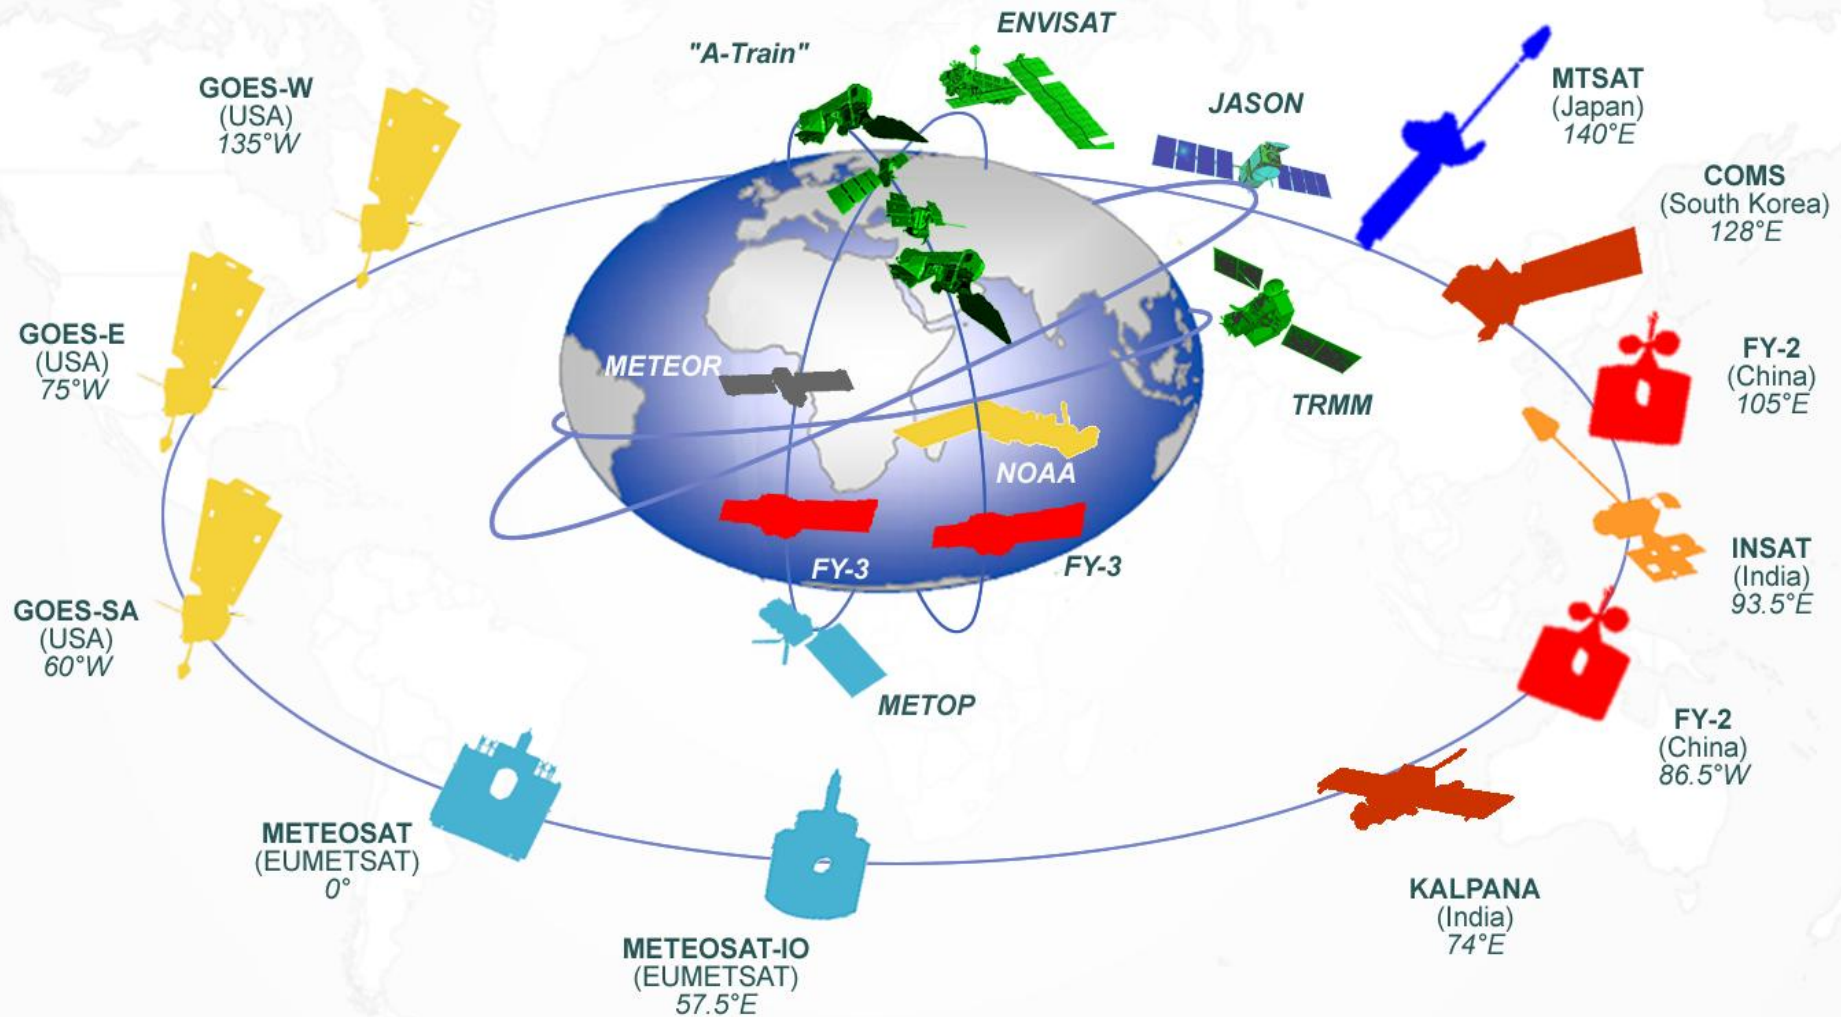 ENVISAT
"A-Train"
GOES-W
(USA)
135°W
JASON
MTSAT
(Japan)
140°E
COMS
(South Korea)
128°E
GOES-E
(USA)
75°W
METEOR
FY-2
(China)
105°E
TRMM
NOAA
INSAT
(India)
93.5°E
FY-3
FY-3
GOES-SA
(USA)
60°W
METOP
FY-2
(China)
86.5°W
METEOSAT
(EUMETSAT)
0°
KALPANA
(India)
74°E
METEOSAT-IO
(EUMETSAT)
57.5°E